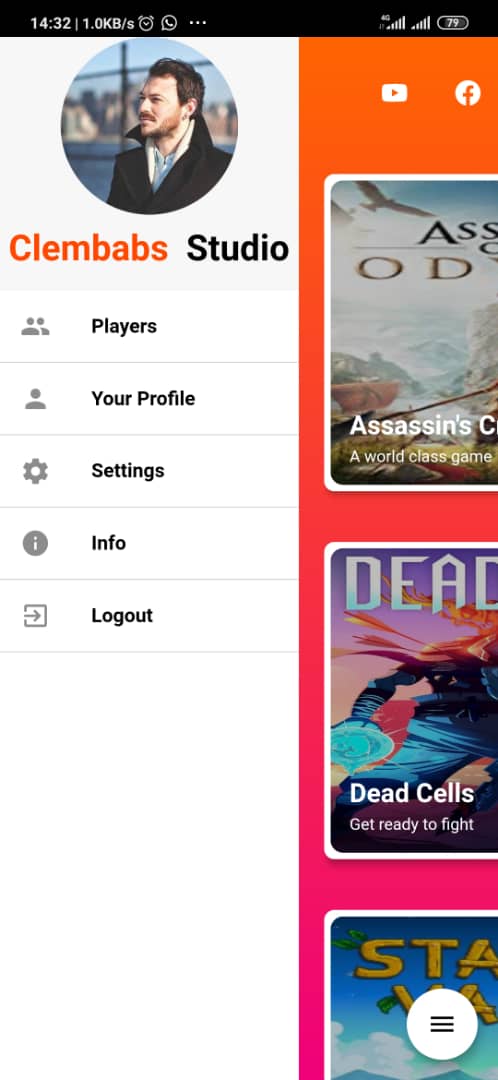 14:32 | 1.0KB/s ...
4G
79
Clembabs Studio
Players
Your Profile
Settings
Info
Logout
ASS
OD
Assassin's C
A world class game
DEAD
Dead Cells
Get ready to fight
STA
VA